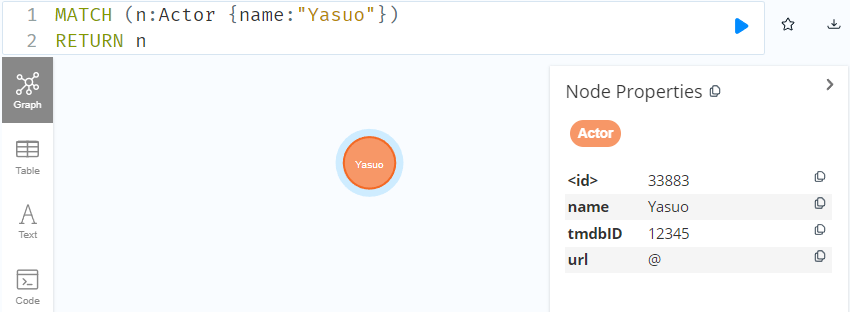 1 MATCH (n:Actor {name:"Yasuo"})
2 RETURN n
Graph
Table
Text
Code
Yasuo
Node Properties
Actor
<id> 33883
name Yasuo
tmdbID 12345
url @